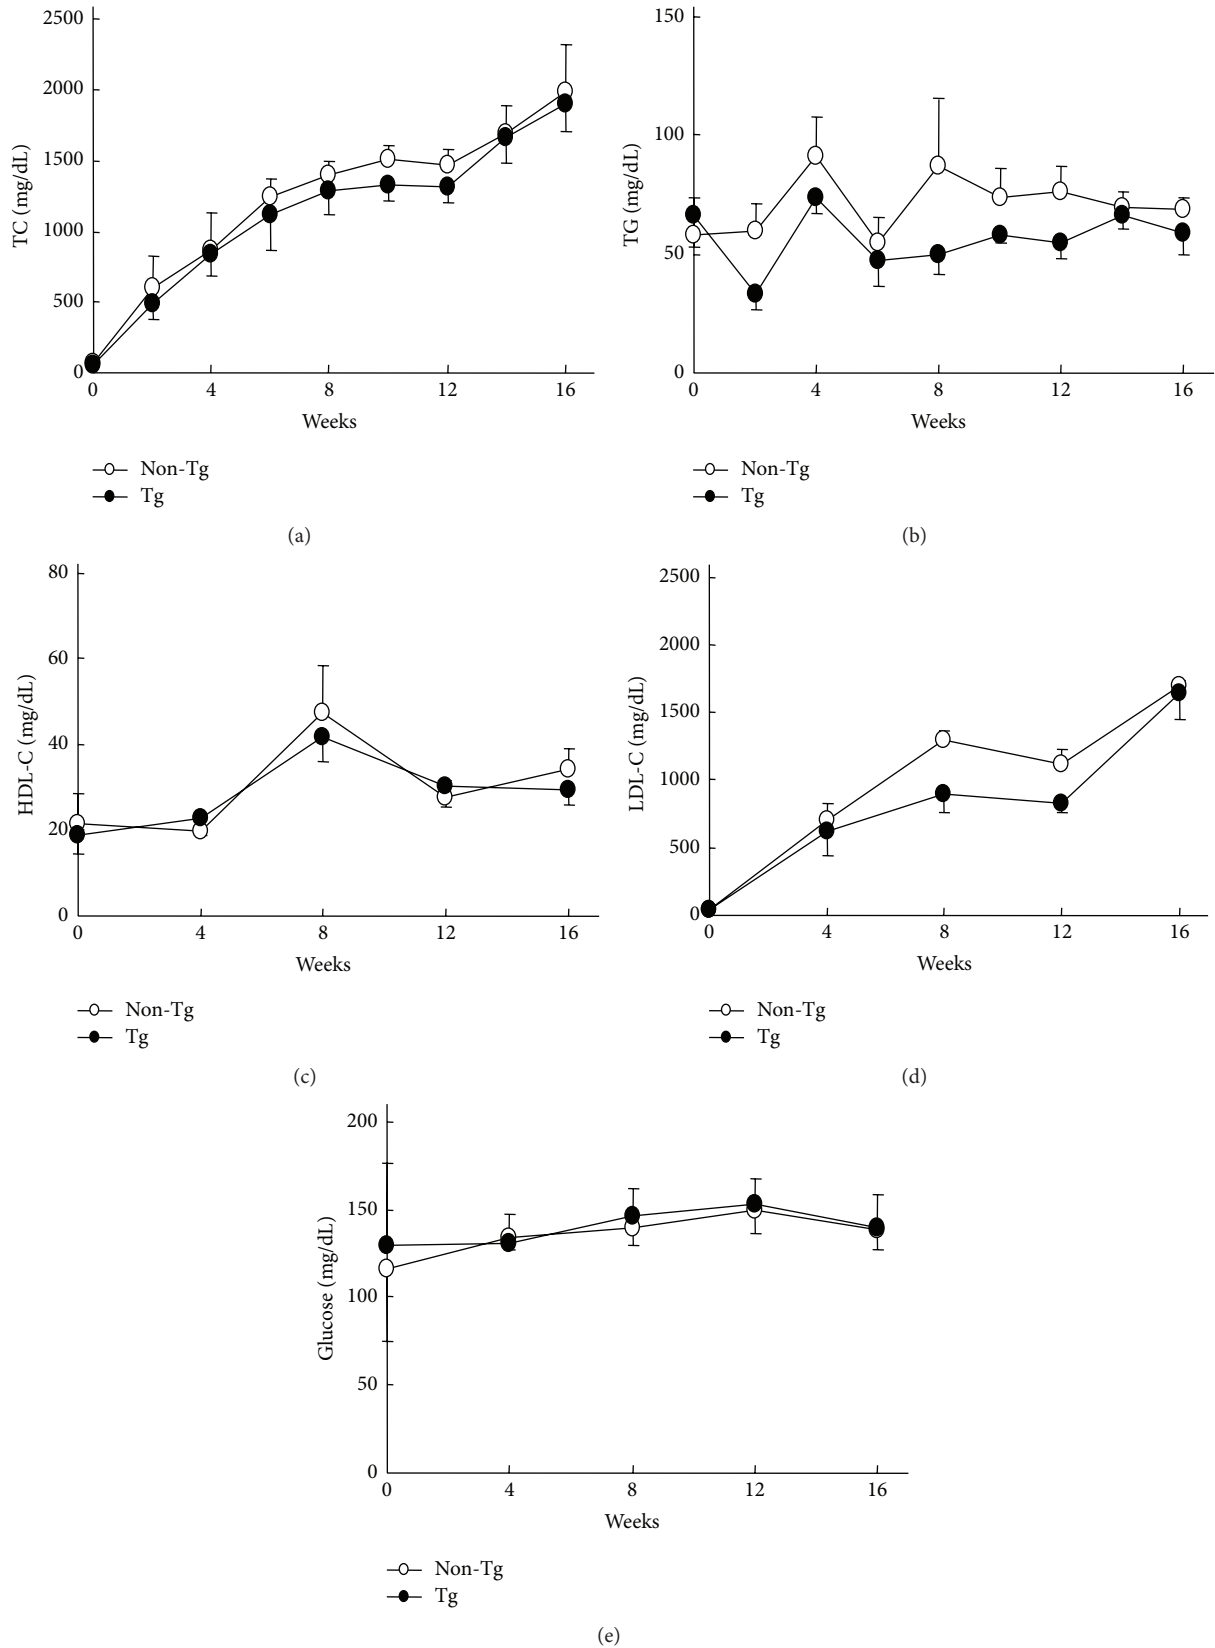 2500
2000
1500
1000
500
0
TC (mg/dL)
0 4 8 12 16
Weeks
Non-Tg
Tg
(a)
150
100
50
0
TG (mg/dL)
0 4 8 12 16
Weeks
Non-Tg
Tg
(b)
80
60
40
20
0
HDL-C (mg/dL)
0 4 8 12 16
Weeks
Non-Tg
Tg
(c)
2500
2000
1500
1000
500
0
LDL-C (mg/dL)
0 4 8 12 16
Weeks
Non-Tg
Tg
(d)
200
150
100
50
0
Glucose (mg/dL)
0 4 8 12 16
Weeks
Non-Tg
Tg
(e)